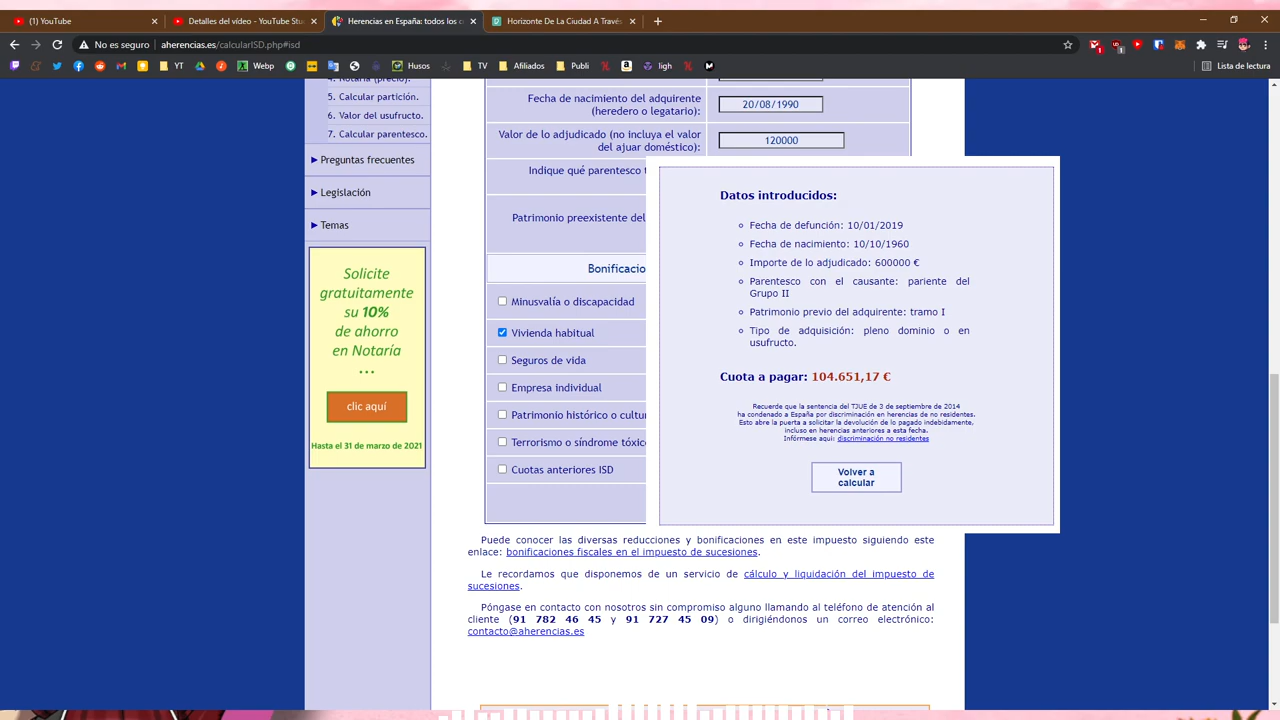 (1) YouTube
Detalles del vídeo - YouTube Stu
Herencias en España: todos los c
Horizonte De La Ciudad A Través
No es seguro
aherencias.es/calcularISD.php#isd
YT
Webp
Husos
TV
Afiliados
Publi
ligh
Lista de lectura
4. Notaría (precio).
5. Calcular partición.
6. Valor del usufructo.
7. Calcular parentesco.
Preguntas frecuentes
Legislación
Temas
Solicite
gratuitamente
su 10%
de ahorro
en Notaría
...
clic aquí
Hasta el 31 de marzo de 2021
Fecha de nacimiento del adquirente
(heredero o legatario):
20/08/1990
Valor de lo adjudicado (no incluya el valor
del ajuar doméstico):
120000
Indique qué parentesco t
Patrimonio preexistente del
Bonificacio
Minusvalía o discapacidad
Vivienda habitual
Seguros de vida
Empresa individual
Patrimonio histórico o cultur
Terrorismo o síndrome tóxico
Cuotas anteriores ISD
Datos introducidos:
Fecha de defunción: 10/01/2019
Fecha de nacimiento: 10/10/1960
Importe de lo adjudicado: 600000 €
Parentesco con el causante: pariente del
Grupo II
Patrimonio previo del adquirente: tramo I
Tipo de adquisición: pleno dominio o en
usufructo.
Cuota a pagar: 104.651,17 €
Recuerde que la sentencia del TJUE de 3 de septiembre de 2014
ha condenado a España por discriminación en herencias de no residentes.
Esto abre la puerta a solicitar la devolución de lo pagado indebidamente,
incluso en herencias anteriores a esta fecha.
Infórmese aquí: discriminación no residentes
Volver a
calcular
Puede conocer las diversas reducciones y bonificaciones en este impuesto siguiendo este
enlace: bonificaciones fiscales en el impuesto de sucesiones.
Le recordamos que disponemos de un servicio de cálculo y liquidación del impuesto de
sucesiones.
Póngase en contacto con nosotros sin compromiso alguno llamando al teléfono de atención al
cliente (91 782 46 45 y 91 727 45 09) o dirigiéndonos un correo electrónico:
contacto@aherencias.es